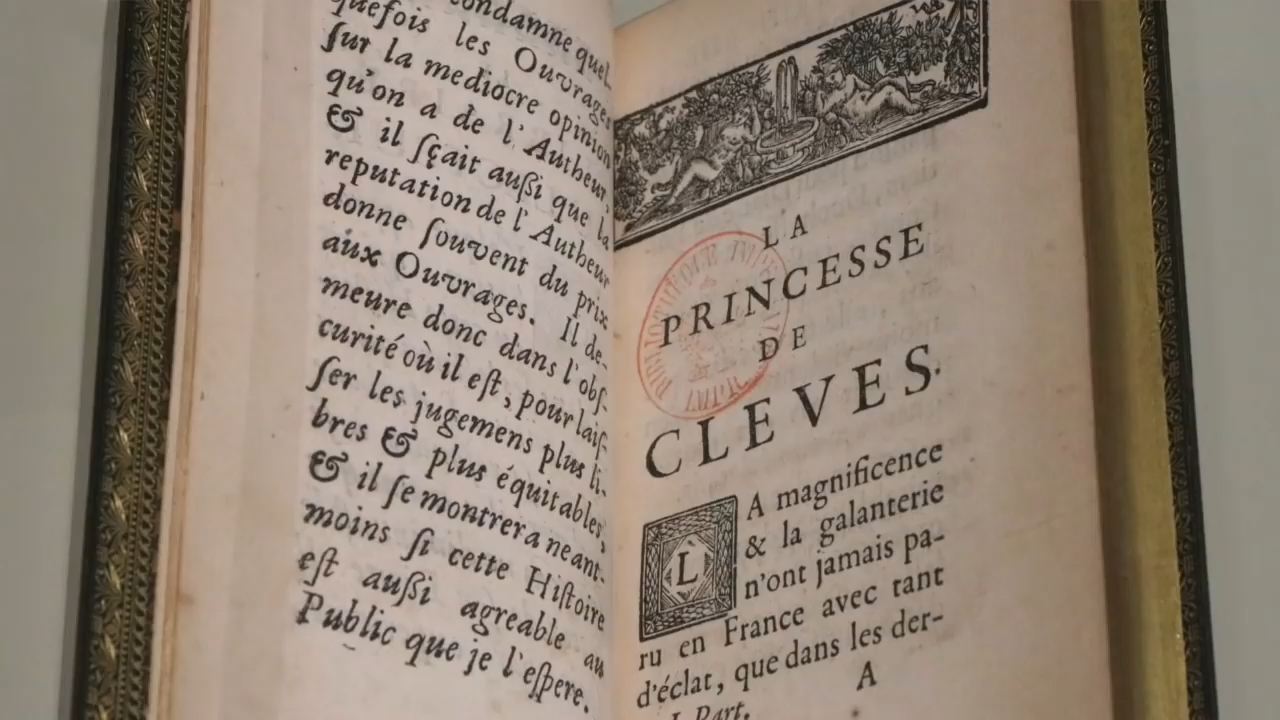 condamne quel-
quefois les Ouvrages
ſur la mediocre opinion
qu'on a de l'Autheur,
& il ſçait auſſi que la
reputation de l'Autheur
donne ſouvent du prix
aux Ouvrages. Il de-
meure donc dans l'obſ-
curité où il eſt, pour laiſ-
ſer les jugemens plus li-
bres & plus équitables,
& il ſe montrera neant-
moins ſi cette Hiſtoire
eſt auſſi agreable au
Public que je l'eſpere.
LA
PRINCESSE
DE
CLEVES.
LA magnificence
& la galanterie
n'ont jamais pa-
ru en France avec tant
d'éclat, que dans les der-
A
I. Part.